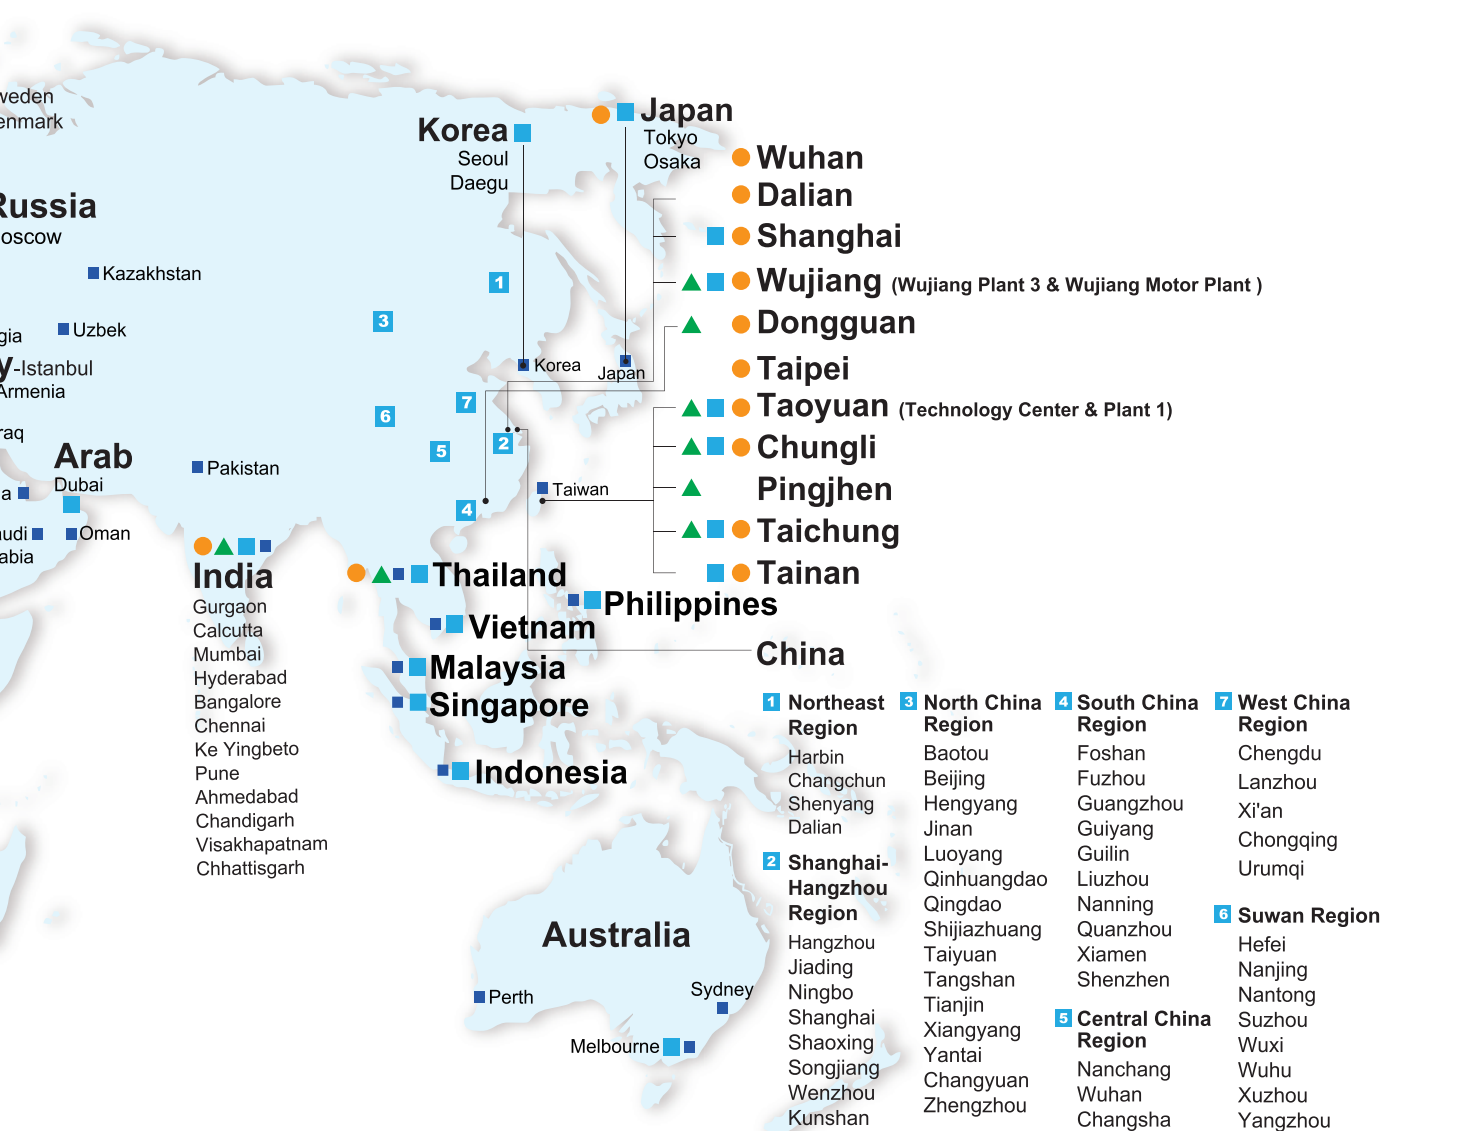 weden
enmark
Russia
oscow
Kazakhstan
gia
Uzbek
y-Istanbul
Armenia
raq
Arab
Dubai
a
udi
abia
Oman
Pakistan
Korea
Seoul
Daegu
Japan
Tokyo
Osaka
Wuhan
Dalian
Shanghai
Wujiang (Wujiang Plant 3 & Wujiang Motor Plant )
Dongguan
Taipei
Taoyuan (Technology Center & Plant 1)
Chungli
Pingjhen
Taichung
Tainan
1
3
7
6
5
2
4
Korea
Japan
Taiwan
India
Gurgaon
Calcutta
Mumbai
Hyderabad
Bangalore
Chennai
Ke Yingbeto
Pune
Ahmedabad
Chandigarh
Visakhapatnam
Chhattisgarh
Thailand
Philippines
Vietnam
Malaysia
Singapore
Indonesia
Australia
Perth
Sydney
Melbourne
China
1 Northeast
Region
Harbin
Changchun
Shenyang
Dalian
2 Shanghai-
Hangzhou
Region
Hangzhou
Jiading
Ningbo
Shanghai
Shaoxing
Songjiang
Wenzhou
Kunshan
3 North China
Region
Baotou
Beijing
Hengyang
Jinan
Luoyang
Qinhuangdao
Qingdao
Shijiazhuang
Taiyuan
Tangshan
Tianjin
Xiangyang
Yantai
Changyuan
Zhengzhou
4 South China
Region
Foshan
Fuzhou
Guangzhou
Guiyang
Guilin
Liuzhou
Nanning
Quanzhou
Xiamen
Shenzhen
5 Central China
Region
Nanchang
Wuhan
Changsha
7 West China
Region
Chengdu
Lanzhou
Xi'an
Chongqing
Urumqi
6 Suwan Region
Hefei
Nanjing
Nantong
Suzhou
Wuxi
Wuhu
Xuzhou
Yangzhou